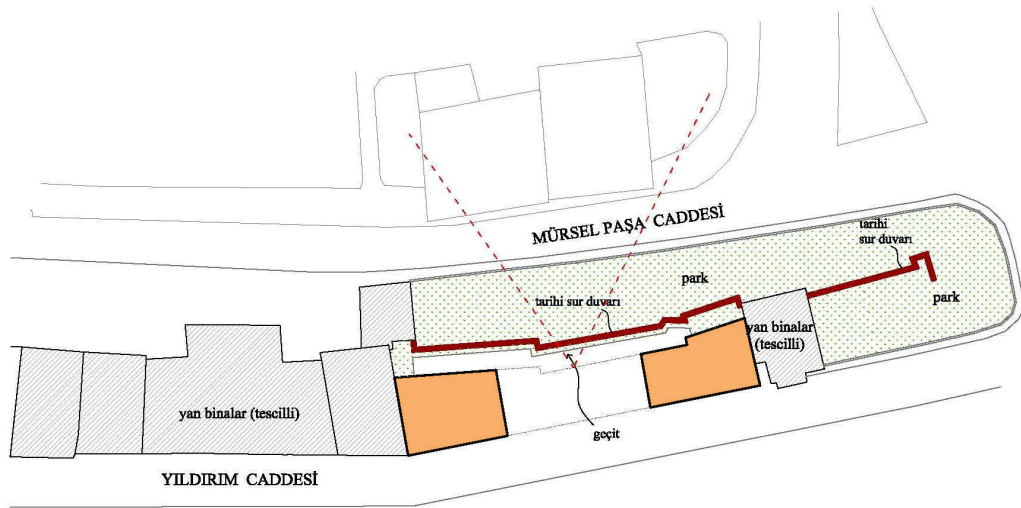 MÜRSEL PAŞA CADDESİ
tarihi
sur duvarı
park
park
tarihi sur duvarı
yan binalar
(tescilli)
yan binalar (tescilli)
geçit
YILDIRIM CADDESİ